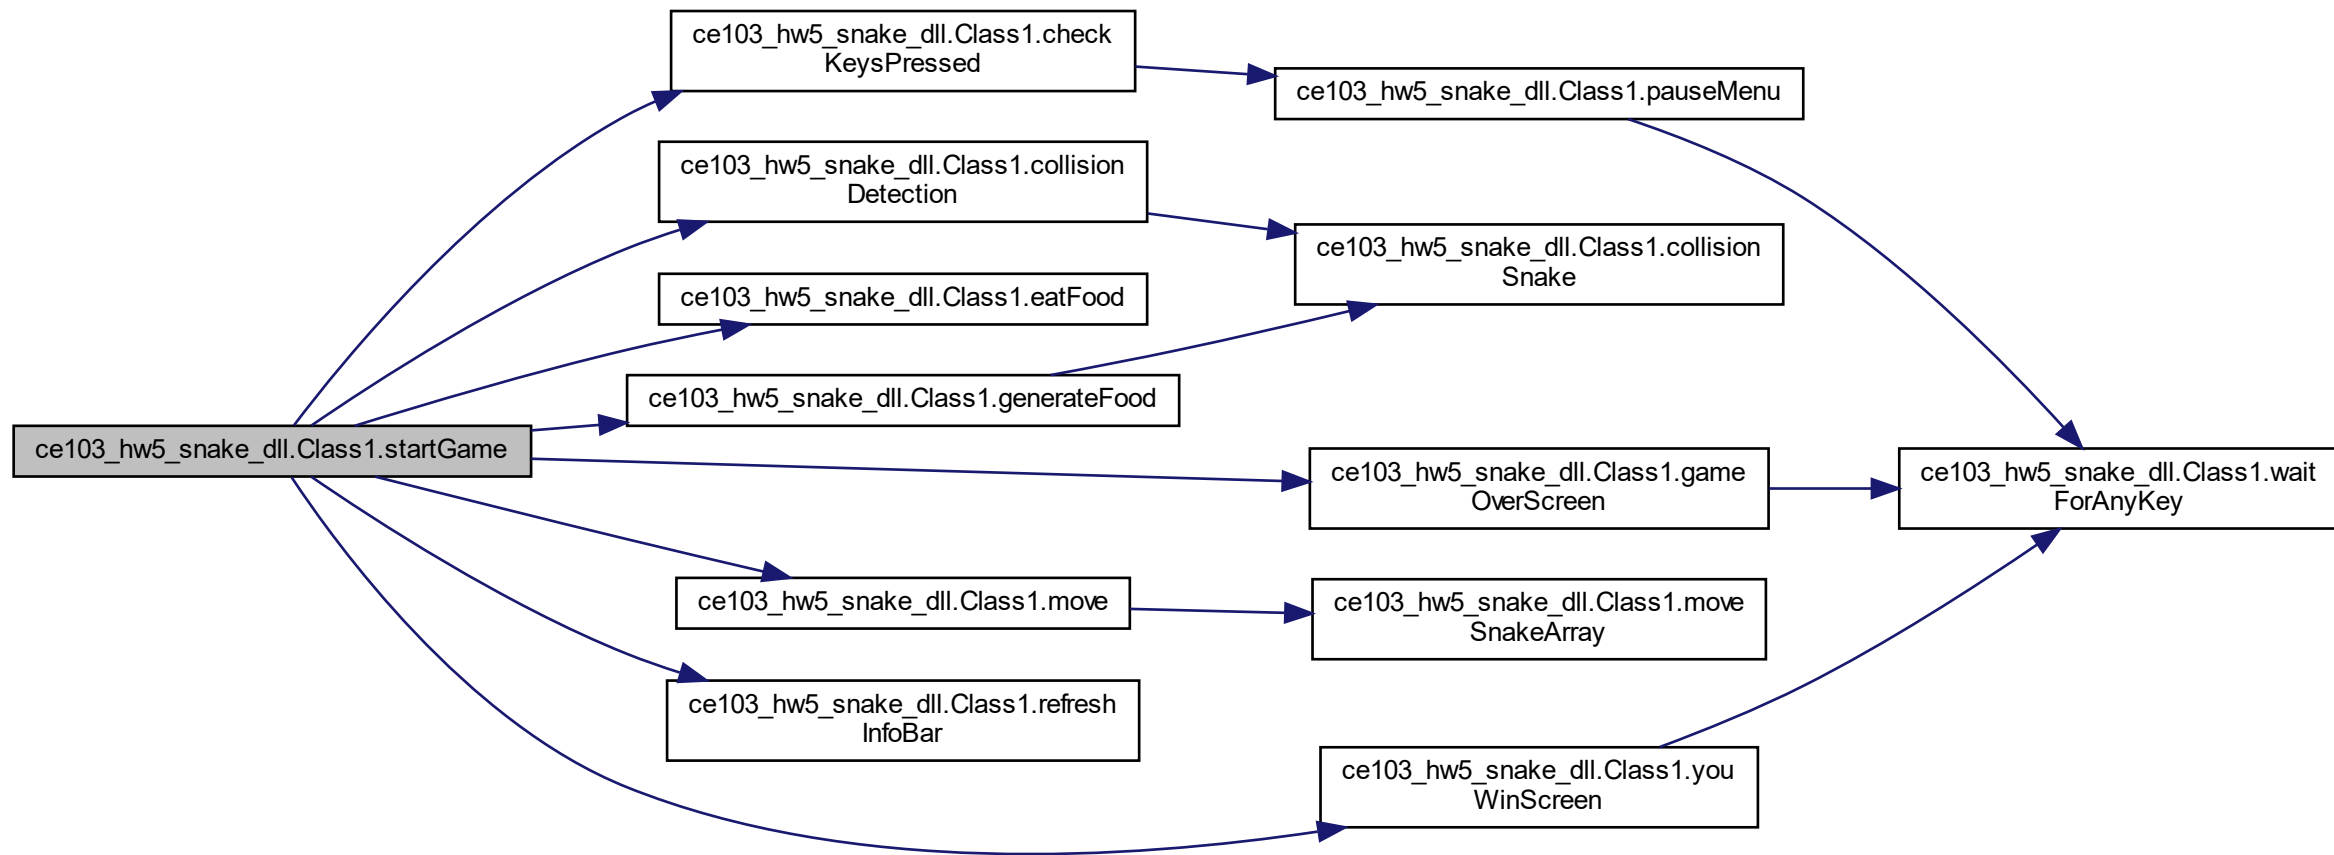 ce103_hw5_snake_dll.Class1.startGame
ce103_hw5_snake_dll.Class1.check
KeysPressed
ce103_hw5_snake_dll.Class1.pauseMenu
ce103_hw5_snake_dll.Class1.collision
Detection
ce103_hw5_snake_dll.Class1.collision
Snake
ce103_hw5_snake_dll.Class1.eatFood
ce103_hw5_snake_dll.Class1.generateFood
ce103_hw5_snake_dll.Class1.game
OverScreen
ce103_hw5_snake_dll.Class1.wait
ForAnyKey
ce103_hw5_snake_dll.Class1.move
ce103_hw5_snake_dll.Class1.move
SnakeArray
ce103_hw5_snake_dll.Class1.refresh
InfoBar
ce103_hw5_snake_dll.Class1.you
WinScreen